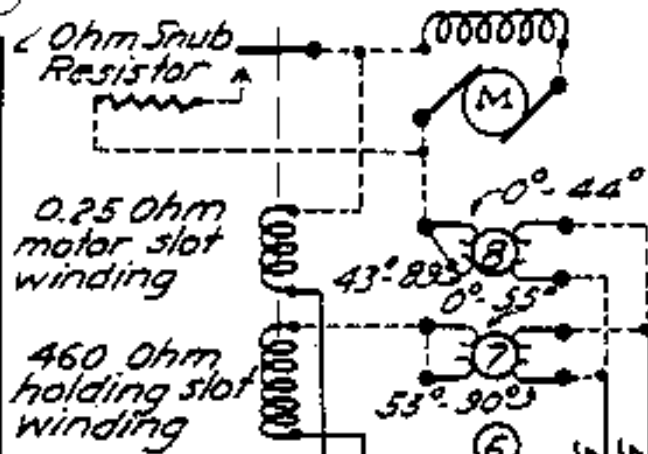 Ohm Snub
Resistor
M
0°-44°
0.25 Ohm
motor slot
winding
8
43°-89°
0°-55°
460 Ohm
holding slot
winding
7
53°-90°
6